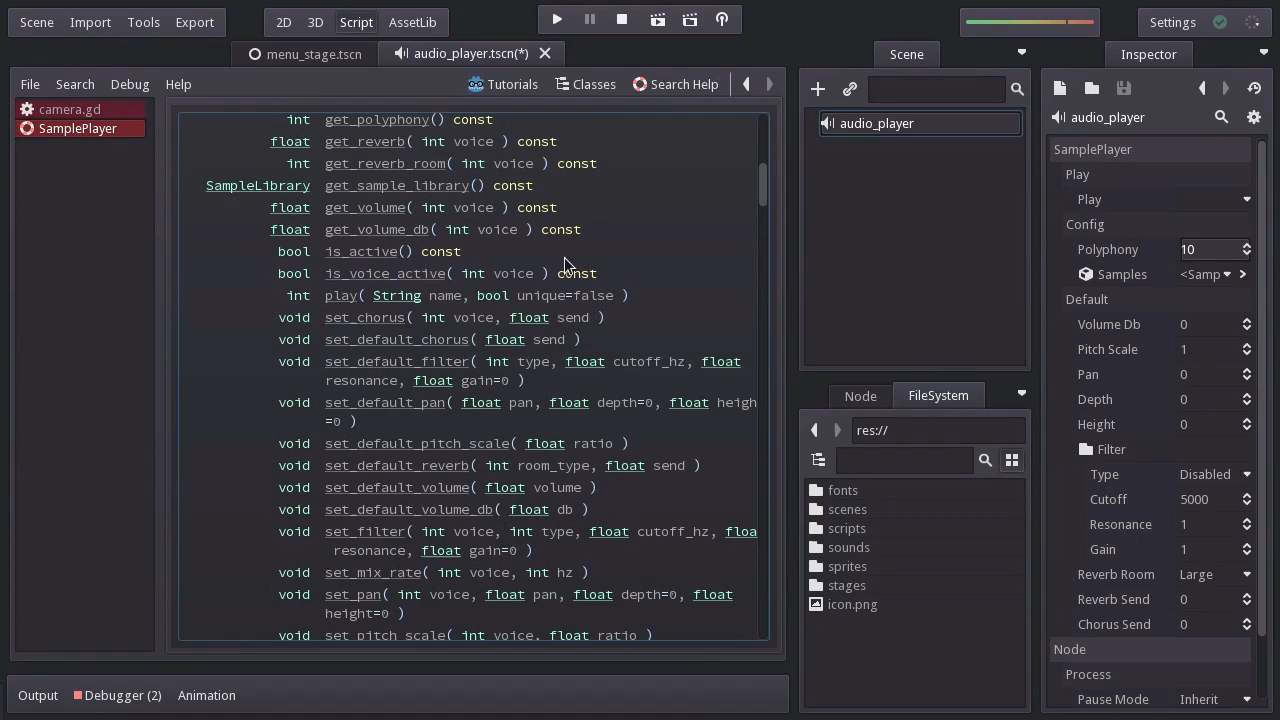 Scene Import Tools Export 2D 3D Script AssetLib Settings
menu_stage.tscn audio_player.tscn(*) Scene Inspector
File Search Debug Help Tutorials Classes Search Help
camera.gd
SamplePlayer
int get_polyphony() const
float get_reverb( int voice ) const
int get_reverb_room( int voice ) const
SampleLibrary get_sample_library() const
float get_volume( int voice ) const
float get_volume_db( int voice ) const
bool is_active() const
bool is_voice_active( int voice ) const
int play( String name, bool unique=false )
void set_chorus( int voice, float send )
void set_default_chorus( float send )
void set_default_filter( int type, float cutoff_hz, float
resonance, float gain=0 )
void set_default_pan( float pan, float depth=0, float heigh
=0 )
void set_default_pitch_scale( float ratio )
void set_default_reverb( int room_type, float send )
void set_default_volume( float volume )
void set_default_volume_db( float db )
void set_filter( int voice, int type, float cutoff_hz, floa
resonance, float gain=0 )
void set_mix_rate( int voice, int hz )
void set_pan( int voice, float pan, float depth=0, float
height=0 )
void set_pitch_scale( int voice, float ratio )
audio_player
Node FileSystem
res://
fonts
scenes
scripts
sounds
sprites
stages
icon.png
audio_player
SamplePlayer
Play
Play
Config
Polyphony 10
Samples <Samp
Default
Volume Db 0
Pitch Scale 1
Pan 0
Depth 0
Height 0
Filter
Type Disabled
Cutoff 5000
Resonance 1
Gain 1
Reverb Room Large
Reverb Send 0
Chorus Send 0
Node
Process
Pause Mode Inherit
Output Debugger (2) Animation